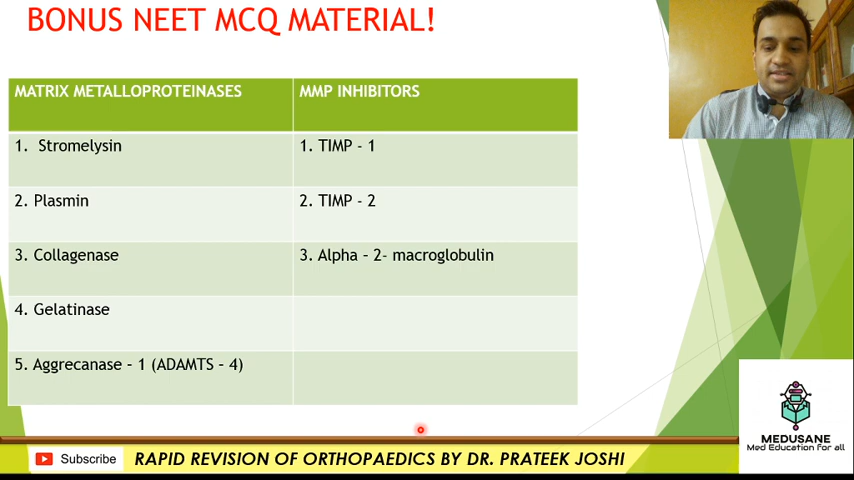 BONUS NEET MCQ MATERIAL!
MATRIX METALLOPROTEINASES
MMP INHIBITORS
1. Stromelysin
1. TIMP - 1
2. Plasmin
2. TIMP - 2
3. Collagenase
3. Alpha – 2- macroglobulin
4. Gelatinase
5. Aggrecanase – 1 (ADAMTS – 4)
MEDUSANE
Med Education for all
Subscribe
RAPID REVISION OF ORTHOPAEDICS BY DR. PRATEEK JOSHI